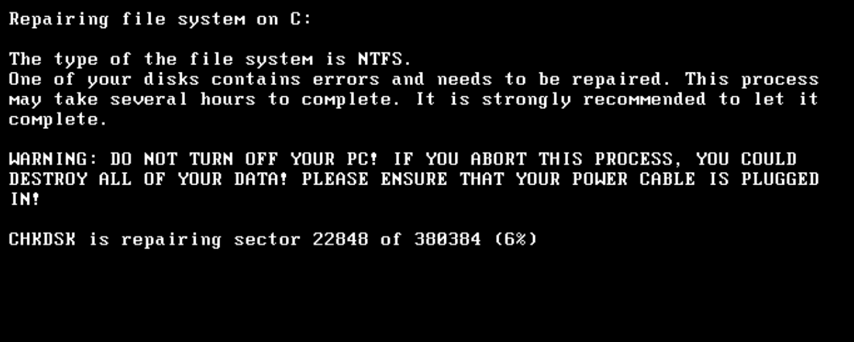 Repairing file system on C:
The type of the file system is NTFS.
One of your disks contains errors and needs to be repaired. This process
may take several hours to complete. It is strongly recommended to let it
complete.
WARNING: DO NOT TURN OFF YOUR PC! IF YOU ABORT THIS PROCESS, YOU COULD
DESTROY ALL OF YOUR DATA! PLEASE ENSURE THAT YOUR POWER CABLE IS PLUGGED
IN!
CHKDSK is repairing sector 22848 of 380384 (6%)